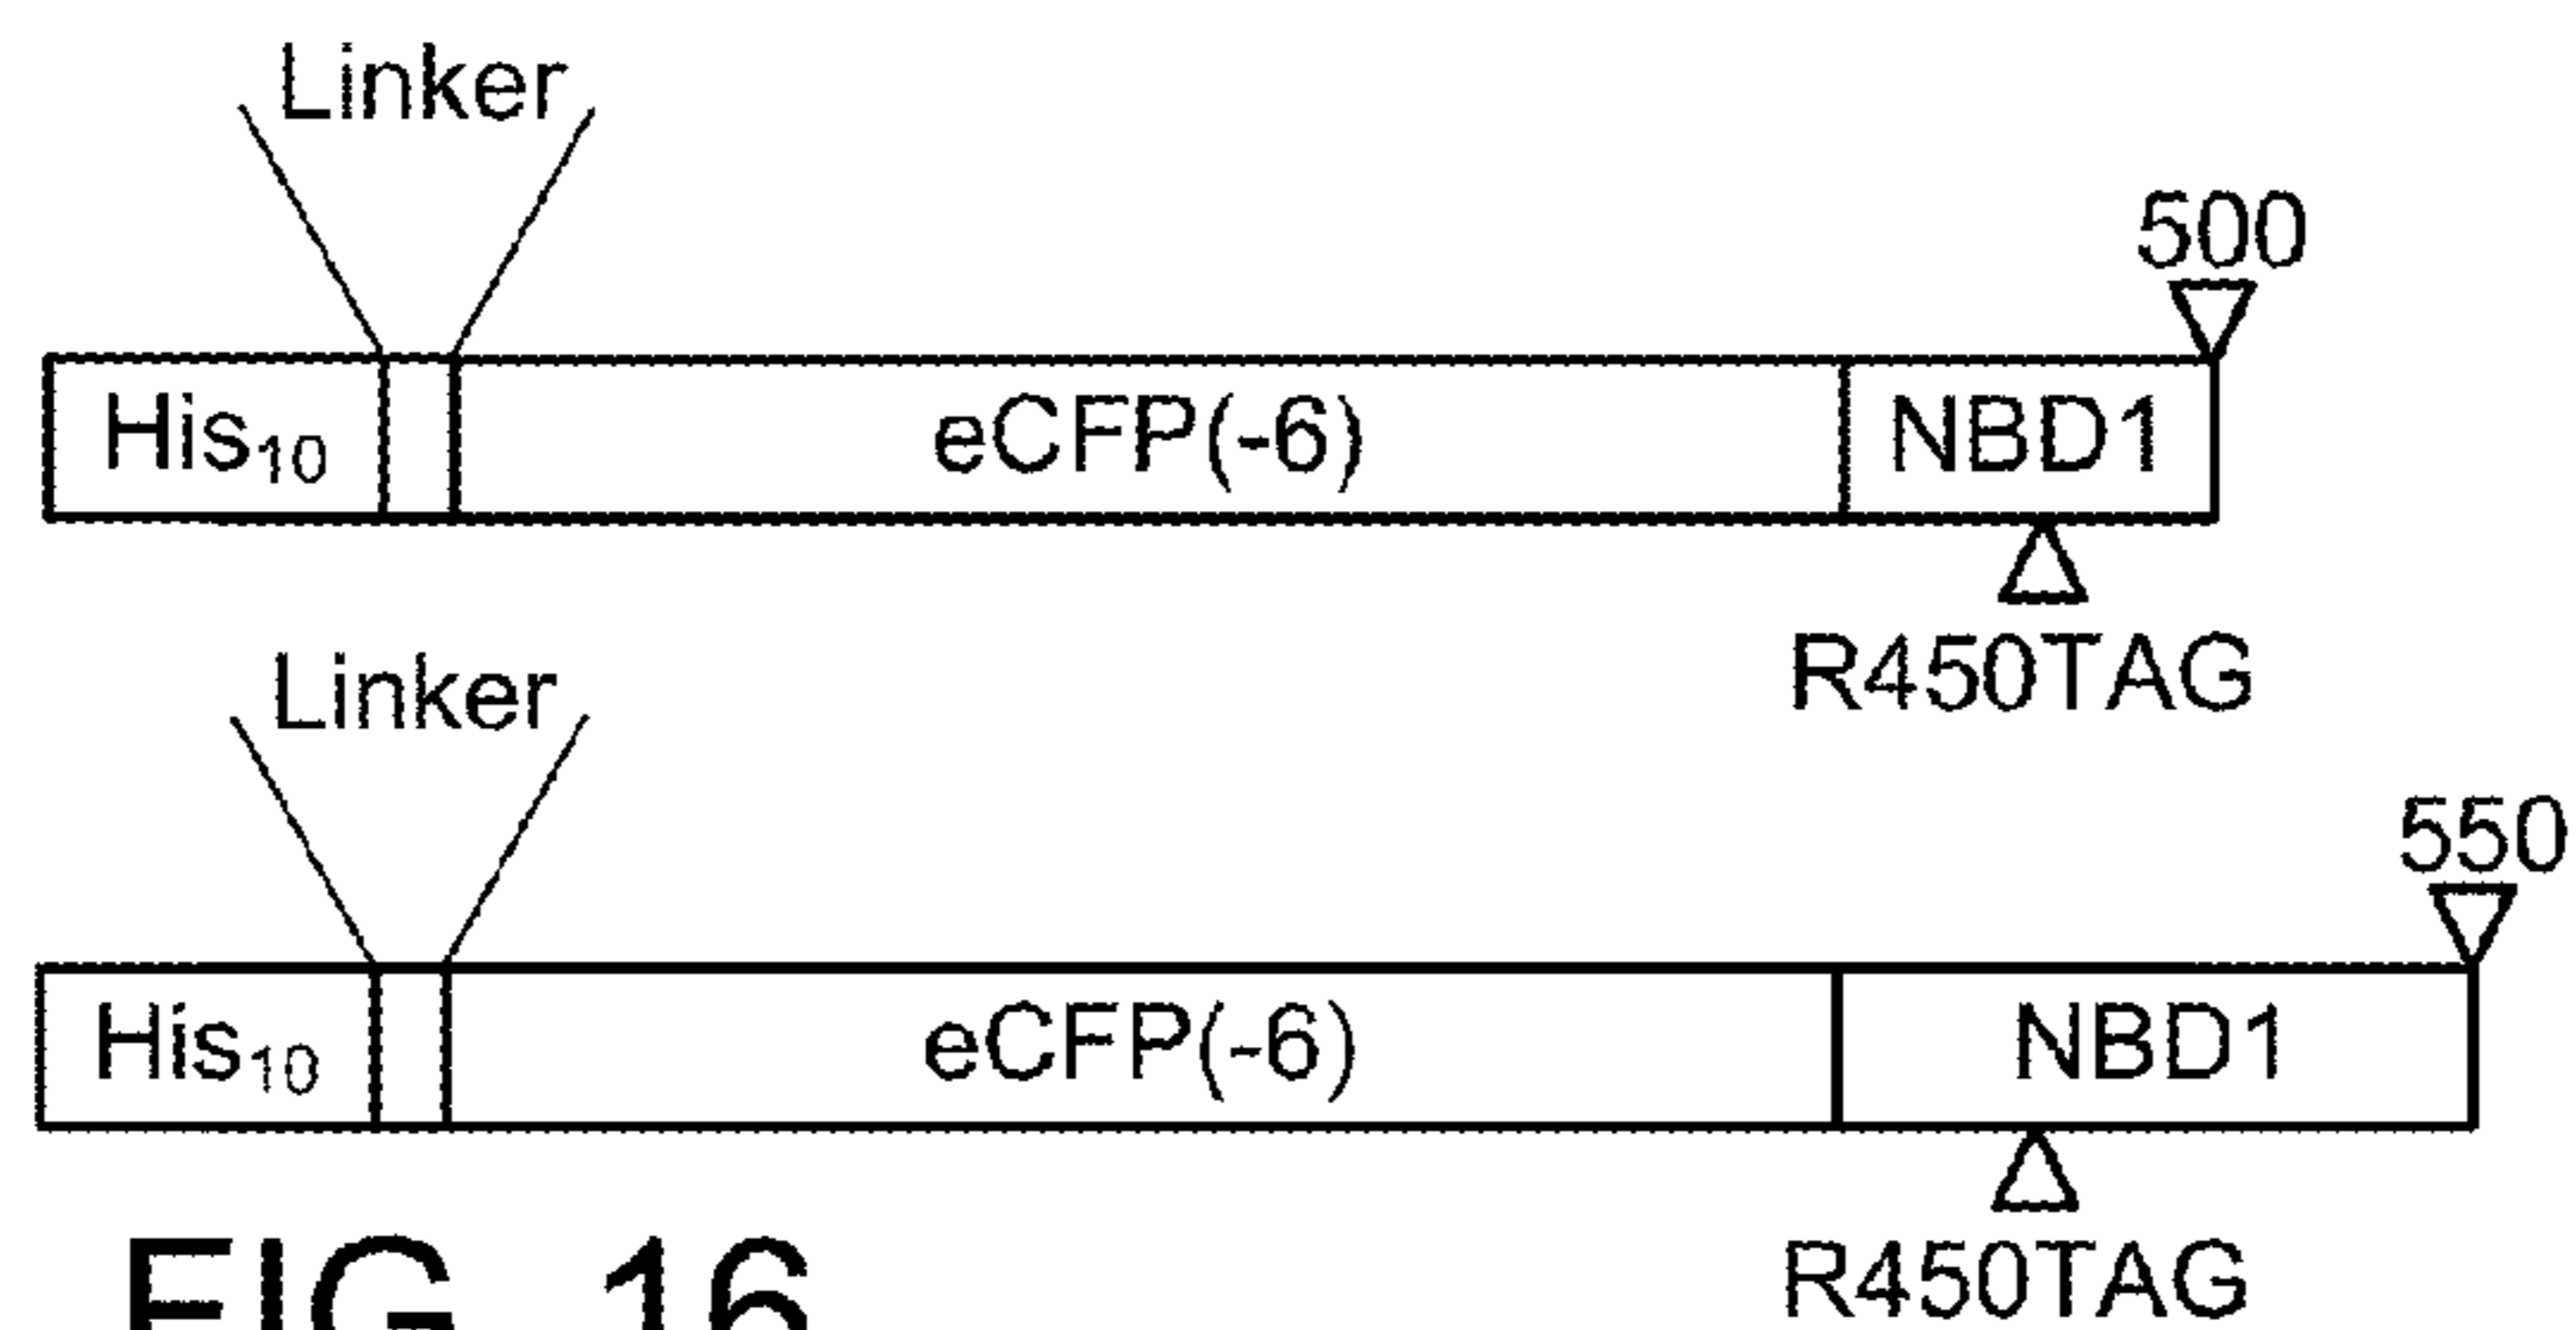 Linker
500
His₁₀ eCFP(-6) NBD1
R450TAG
Linker
550
His₁₀ eCFP(-6) NBD1
R450TAG
FIG. 16